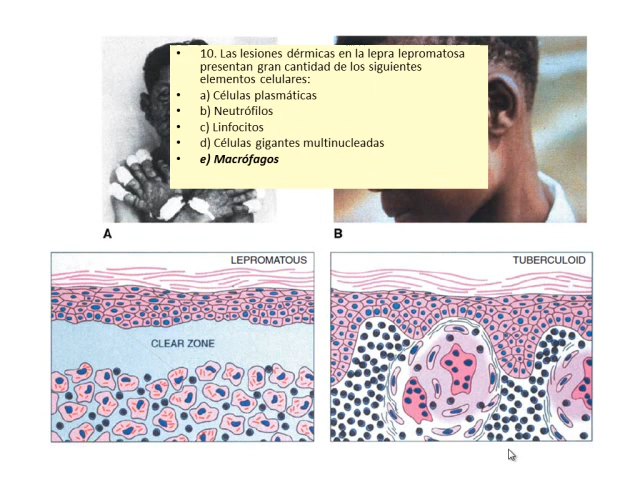 • 10. Las lesiones dérmicas en la lepra lepromatosa
presentan gran cantidad de los siguientes
elementos celulares:
• a) Células plasmáticas
• b) Neutrófilos
• c) Linfocitos
• d) Células gigantes multinucleadas
• e) Macrófagos
A
B
LEPROMATOUS
TUBERCULOID
CLEAR ZONE